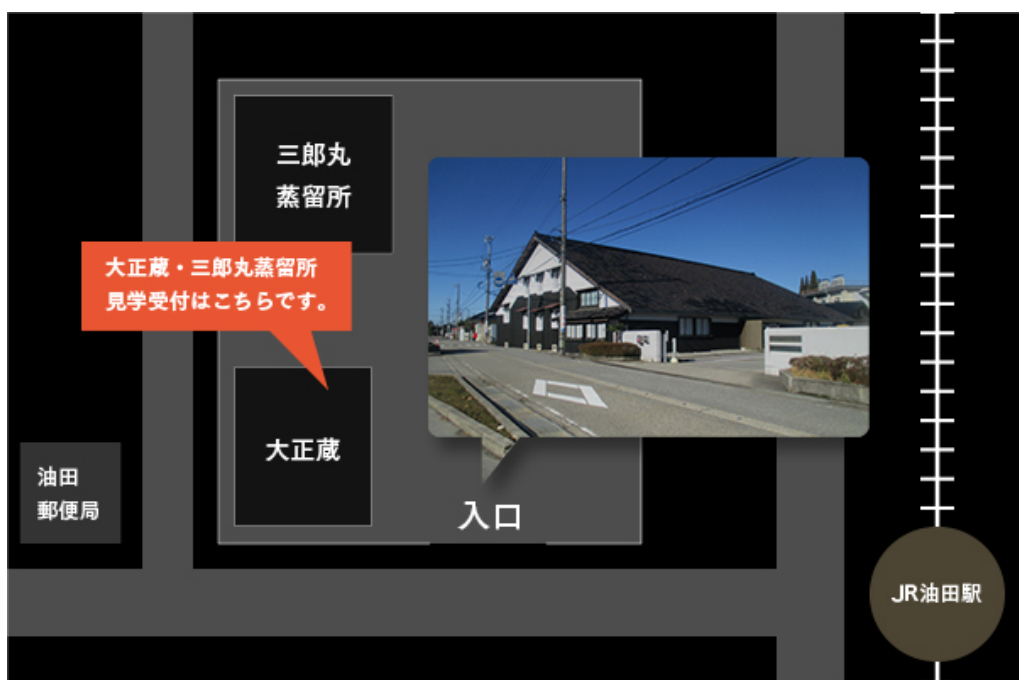 三郎丸
蒸留所
大正蔵・三郎丸蒸留所
見学受付はこちらです。
大正蔵
油田
郵便局
入口
JR油田駅